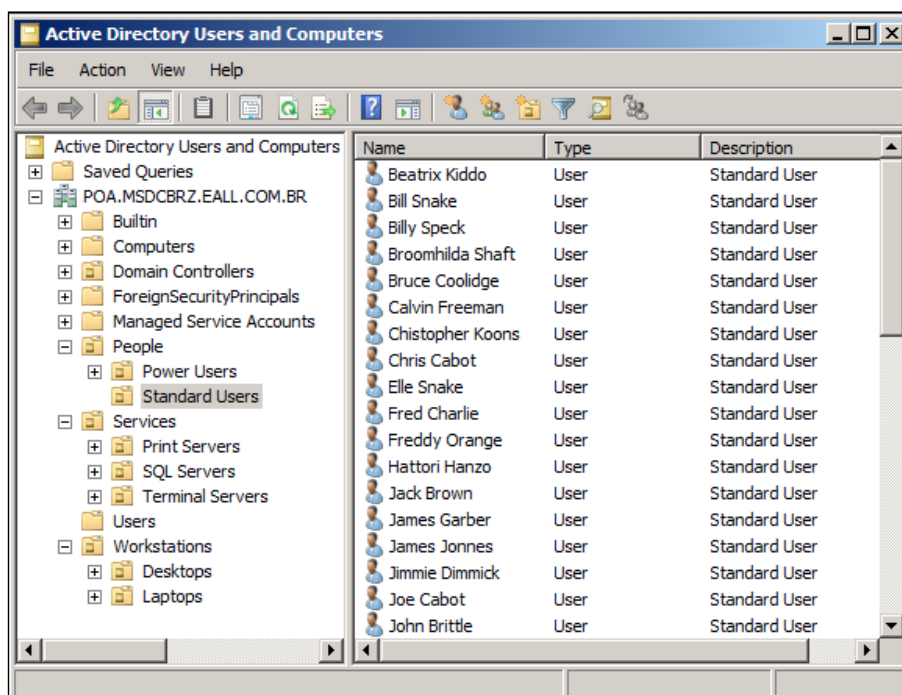 Active Directory Users and Computers
File Action View Help
Active Directory Users and Computers
Saved Queries
POA.MSDCBRZ.EALL.COM.BR
Builtin
Computers
Domain Controllers
ForeignSecurityPrincipals
Managed Service Accounts
People
Power Users
Standard Users
Services
Print Servers
SQL Servers
Terminal Servers
Users
Workstations
Desktops
Laptops
Name Type Description
Beatrix Kiddo User Standard User
Bill Snake User Standard User
Billy Speck User Standard User
Broomhilda Shaft User Standard User
Bruce Coolidge User Standard User
Calvin Freeman User Standard User
Chistopher Koons User Standard User
Chris Cabot User Standard User
Elle Snake User Standard User
Fred Charlie User Standard User
Freddy Orange User Standard User
Hattori Hanzo User Standard User
Jack Brown User Standard User
James Garber User Standard User
James Jonnes User Standard User
Jimmie Dimmick User Standard User
Joe Cabot User Standard User
John Brittle User Standard User